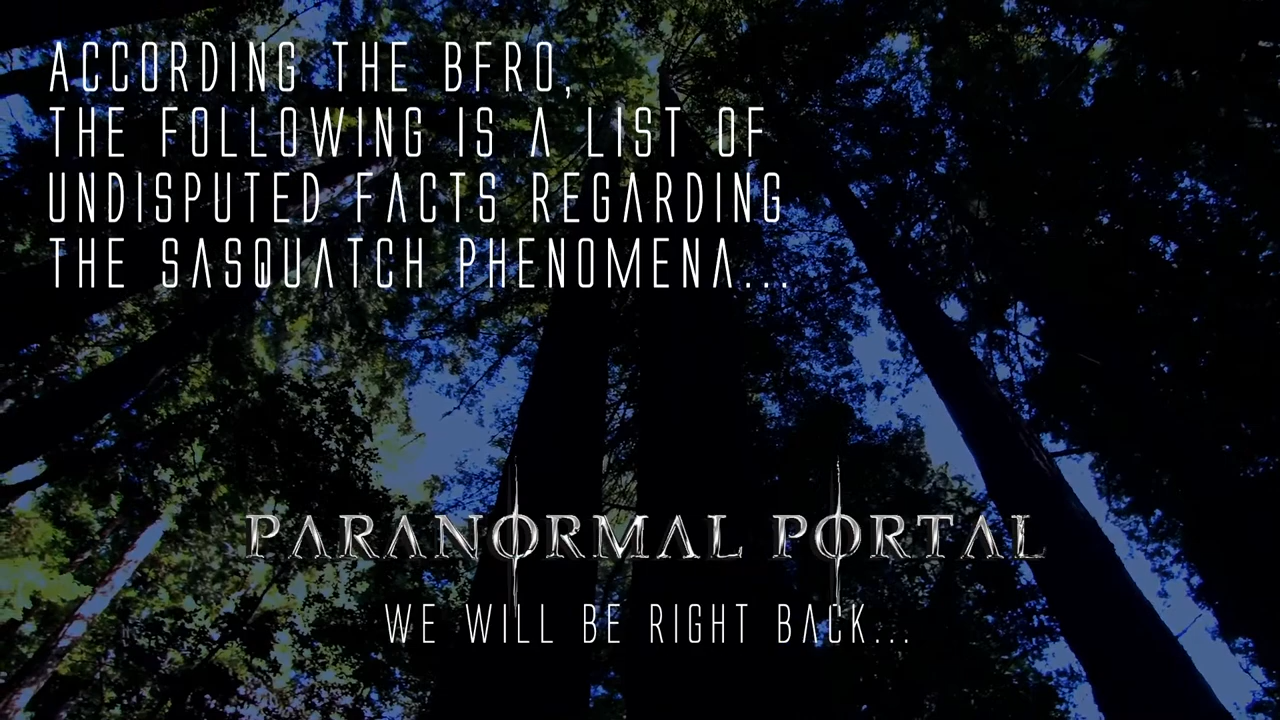 ACCORDING THE BFRO,
THE FOLLOWING IS A LIST OF
UNDISPUTED FACTS REGARDING
THE SASQUATCH PHENOMENA...
PARANORMAL PORTAL
WE WILL BE RIGHT BACK...